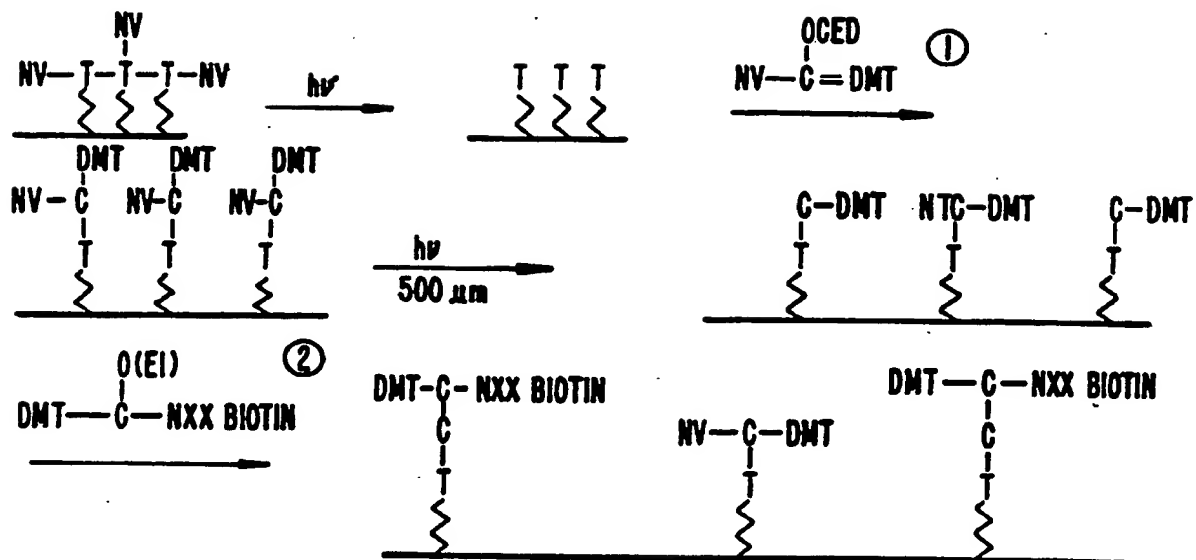 NV
NV—T—T—T—NV
hν
T T T
OCED
NV—C=DMT
①
DMT DMT DMT
NV—C NV—C NV—C
T T T
hν
500 µm
C—DMT NTC—DMT C—DMT
T T T
②
O(EI)
DMT—C—NXX BIOTIN
DMT—C—NXX BIOTIN
C
T
NV—C—DMT
T
DMT—C—NXX BIOTIN
C
T